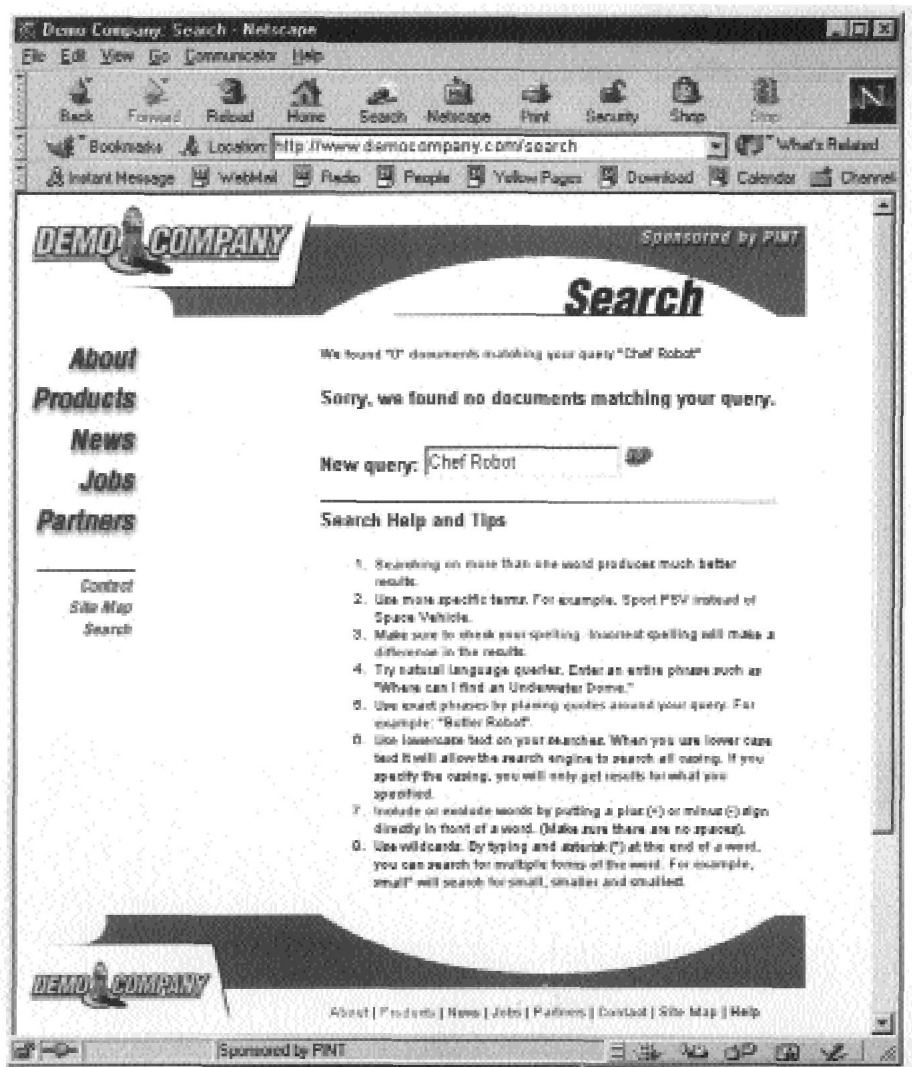 Demo Company: Search - Netscape
File Edit View Go Communicator Help
Back Forward Reload Home Search Netscape Print Security Shop Stop
Bookmarks Location: http://www.democompany.com/search What's Related
Instant Message WebMail Radio People Yellow Pages Download Calendar Channel
DEMO COMPANY
Sponsored by PINT
Search
About
Products
News
Jobs
Partners
Contact
Site Map
Search
We found "0" documents matching your query "Chef Robot"
Sorry, we found no documents matching your query.
New query: Chef Robot
Search Help and Tips
1. Searching on more than one word produces much better
results.
2. Use more specific terms. For example, Sport PSV instead of
Space Vehicle.
3. Make sure to check your spelling. Incorrect spelling will make a
difference in the results.
4. Try natural language queries. Enter an entire phrase such as
"Where can I find an Underwater Dome."
5. Use exact phrases by placing quotes around your query. For
example: "Butler Robot".
6. Use lowercase text on your searches. When you use lower case
text it will allow the search engine to search all casing. If you
specify the casing, you will only get results for what you
specified.
7. Include or exclude words by putting a plus (+) or minus (-) sign
directly in front of a word. (Make sure there are no spaces).
8. Use wildcards. By typing and asterisk (*) at the end of a word,
you can search for multiple forms of the word. For example,
small* will search for small, smaller and smallest.
DEMO COMPANY
About | Products | News | Jobs | Partners | Contact | Site Map | Help
Sponsored by PINT